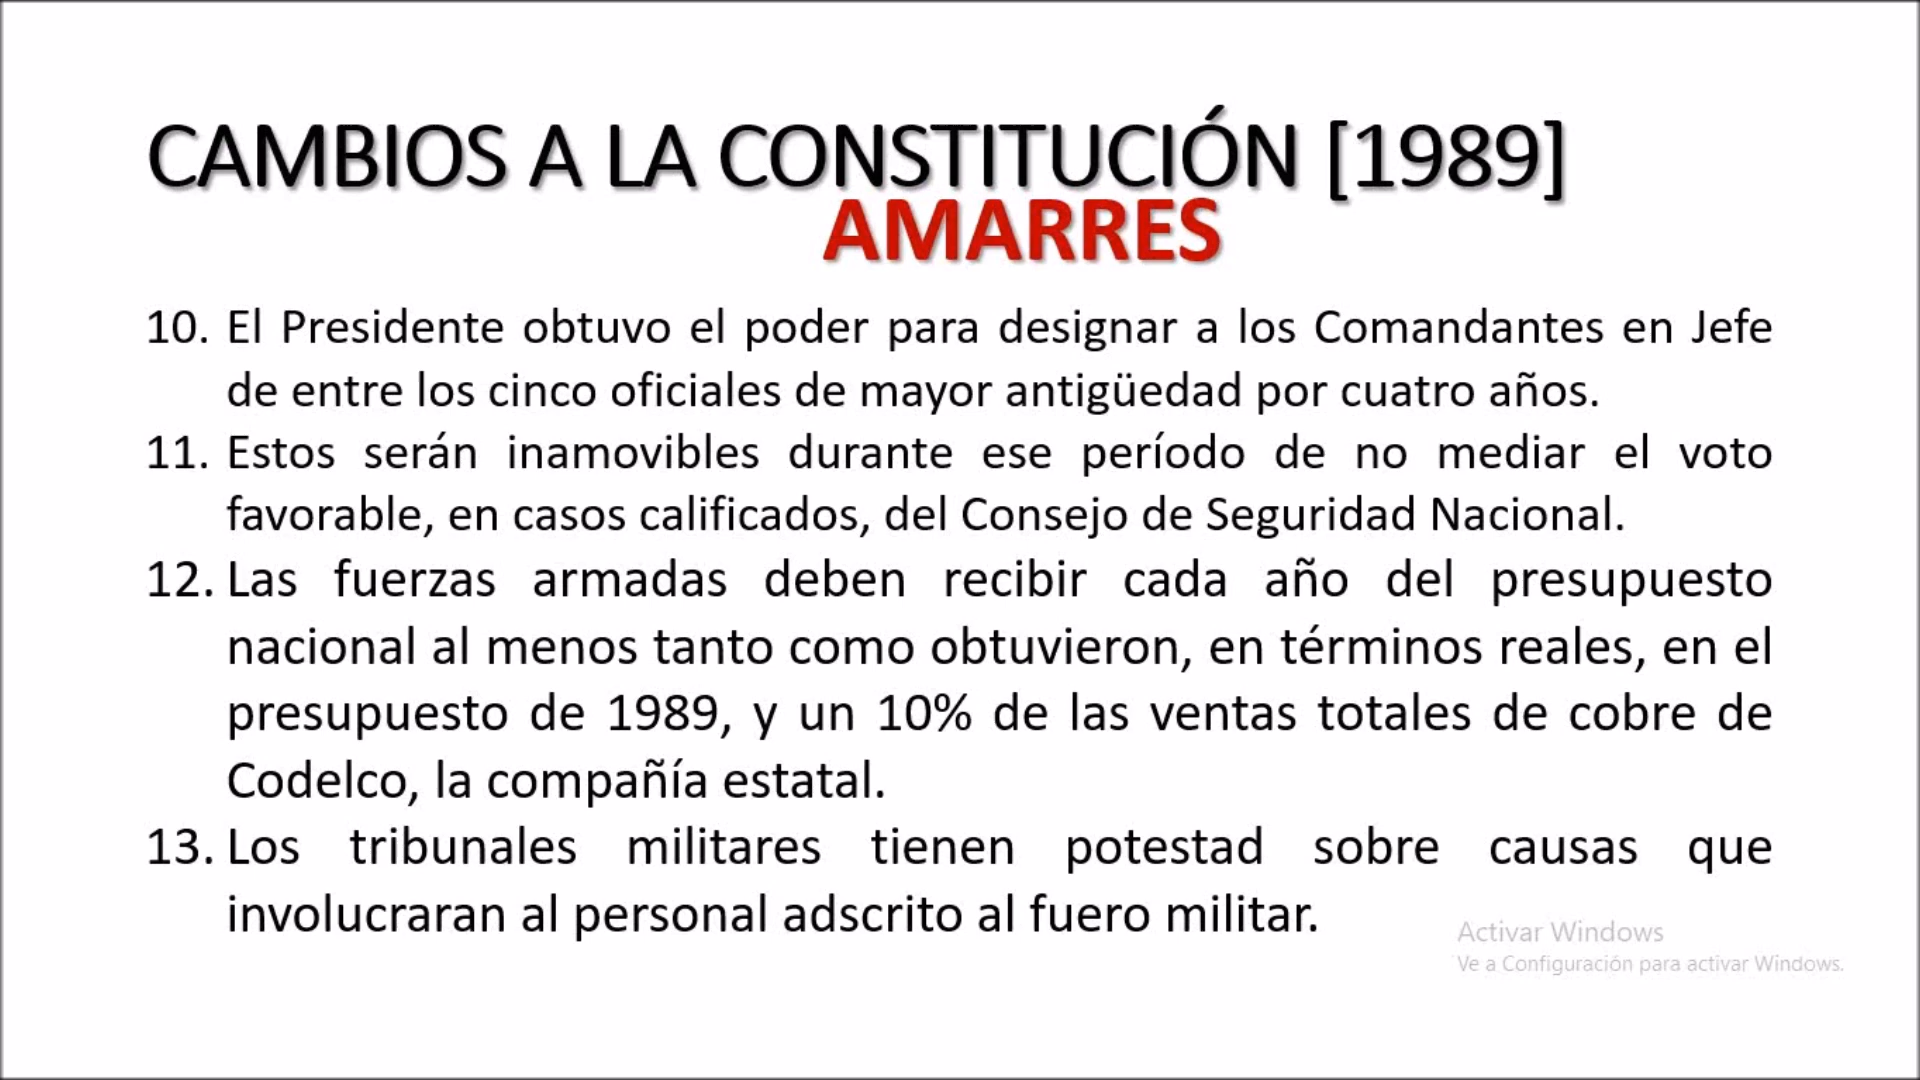 CAMBIOS A LA CONSTITUCIÓN [1989]
AMARRES
10. El Presidente obtuvo el poder para designar a los Comandantes en Jefe
de entre los cinco oficiales de mayor antigüedad por cuatro años.
11. Estos serán inamovibles durante ese período de no mediar el voto
favorable, en casos calificados, del Consejo de Seguridad Nacional.
12. Las fuerzas armadas deben recibir cada año del presupuesto
nacional al menos tanto como obtuvieron, en términos reales, en el
presupuesto de 1989, y un 10% de las ventas totales de cobre de
Codelco, la compañía estatal.
13. Los tribunales militares tienen potestad sobre causas que
involucraran al personal adscrito al fuero militar.
Activar Windows
Ve a Configuración para activar Windows.